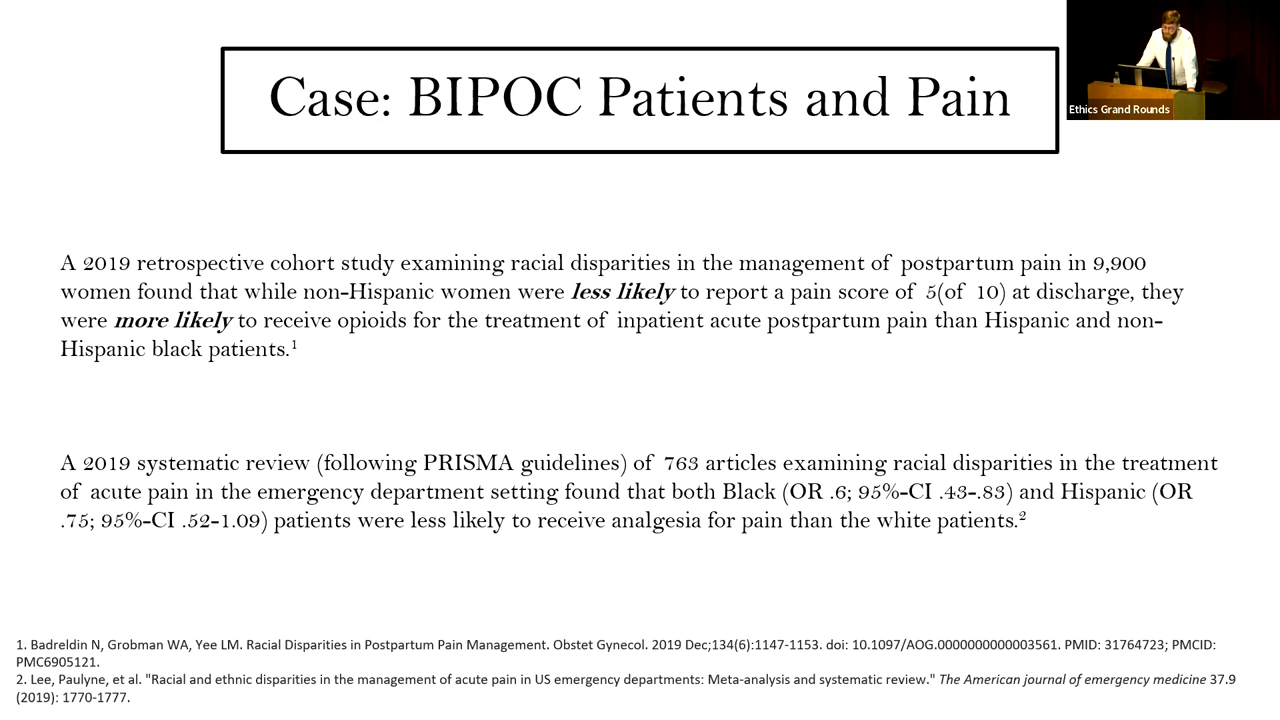 Case: BIPOC Patients and Pain
Ethics Grand Rounds
A 2019 retrospective cohort study examining racial disparities in the management of postpartum pain in 9,900
women found that while non-Hispanic women were less likely to report a pain score of 5(of 10) at discharge, they
were more likely to receive opioids for the treatment of inpatient acute postpartum pain than Hispanic and non-
Hispanic black patients.1
A 2019 systematic review (following PRISMA guidelines) of 763 articles examining racial disparities in the treatment
of acute pain in the emergency department setting found that both Black (OR .6; 95%-CI .43-.83) and Hispanic (OR
.75; 95%-CI .52-1.09) patients were less likely to receive analgesia for pain than the white patients.2
1. Badreldin N, Grobman WA, Yee LM. Racial Disparities in Postpartum Pain Management. Obstet Gynecol. 2019 Dec;134(6):1147-1153. doi: 10.1097/AOG.0000000000003561. PMID: 31764723; PMCID:
PMC6905121.
2. Lee, Paulyne, et al. "Racial and ethnic disparities in the management of acute pain in US emergency departments: Meta-analysis and systematic review." The American journal of emergency medicine 37.9
(2019): 1770-1777.